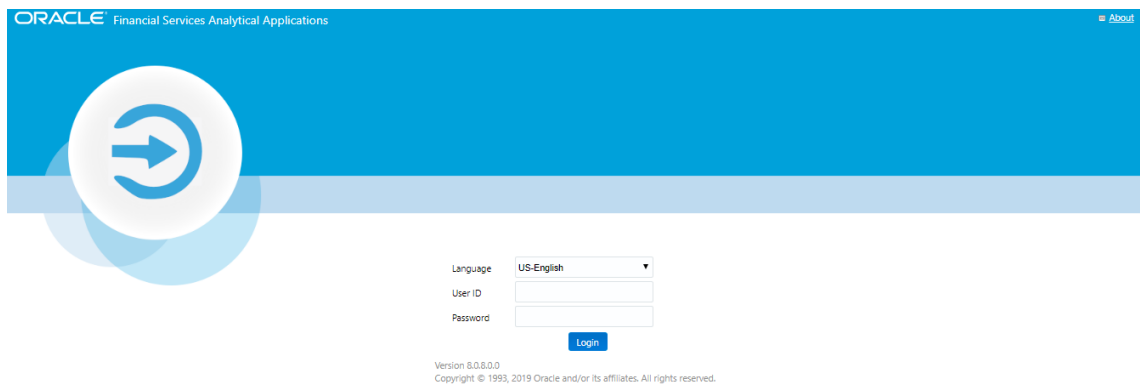 ORACLE® Financial Services Analytical Applications
About
Language US-English
User ID
Password
Login
Version 8.0.8.0.0
Copyright © 1993, 2019 Oracle and/or its affiliates. All rights reserved.